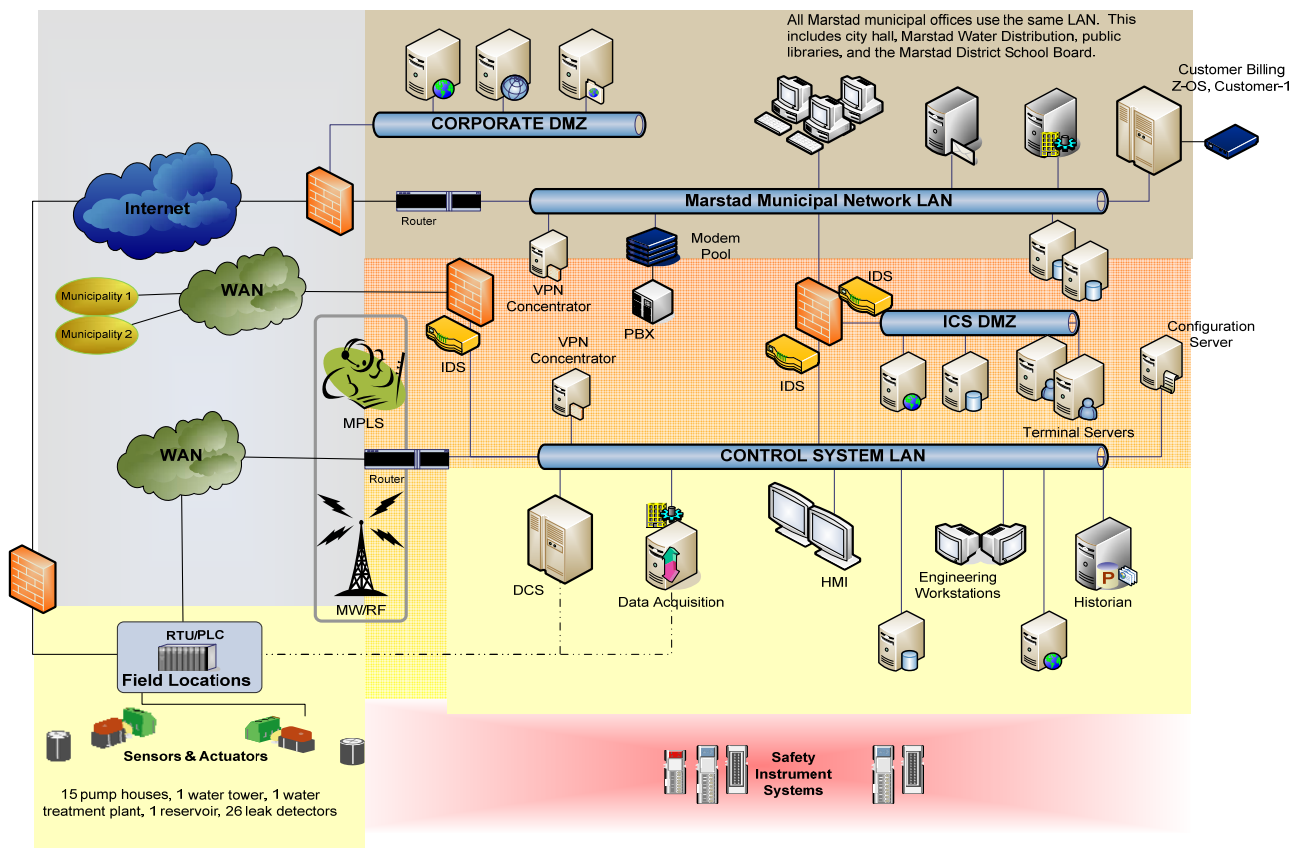 All Marstad municipal offices use the same LAN.  This
includes city hall, Marstad Water Distribution, public
libraries, and the Marstad District School Board.
Customer Billing
Z-OS, Customer-1
CORPORATE DMZ
Internet
Router
Marstad Municipal Network LAN
Modem
Pool
VPN
Concentrator
PBX
WAN
Municipality 1
Municipality 2
IDS
IDS
IDS
ICS DMZ
Configuration
Server
VPN
Concentrator
Terminal Servers
MPLS
WAN
Router
CONTROL SYSTEM LAN
MW/RF
DCS
Data Acquisition
HMI
Engineering
Workstations
P
Historian
RTU/PLC
Field Locations
Sensors & Actuators
15 pump houses, 1 water tower, 1 water
treatment plant, 1 reservoir, 26 leak detectors
Safety
Instrument
Systems